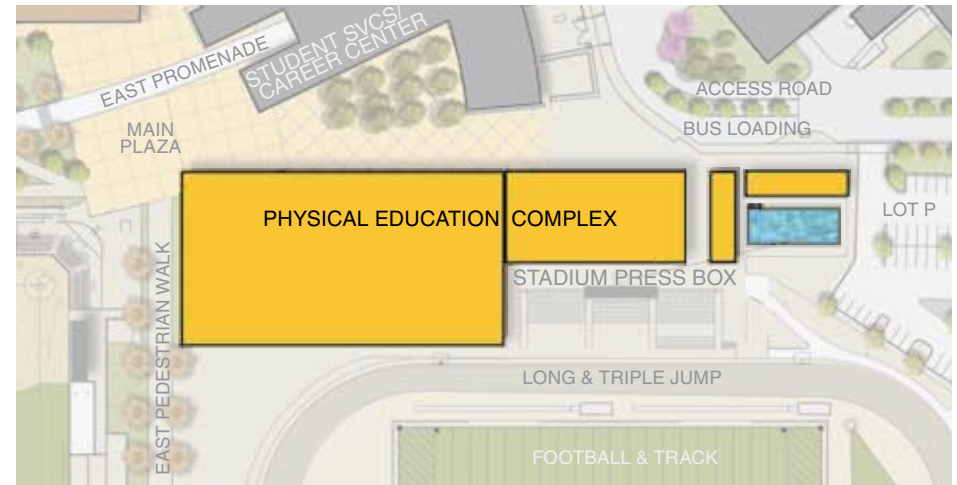 STUDENT SVCS/
CAREER CENTER
EAST PROMENADE
ACCESS ROAD
MAIN
PLAZA
BUS LOADING
LOT P
PHYSICAL EDUCATION COMPLEX
STADIUM PRESS BOX
EAST PEDESTRIAN WALK
LONG & TRIPLE JUMP
FOOTBALL & TRACK